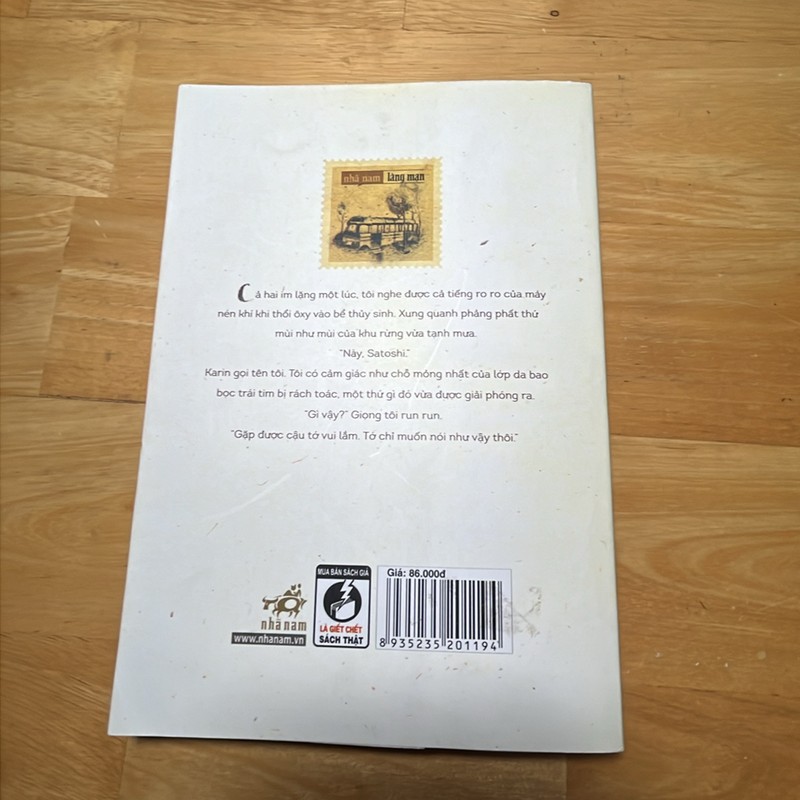 nhã nam lãng mạn
Cả hai im lặng một lúc, tôi nghe được cả tiếng ro ro của máy
nén khí khi thổi ôxy vào bể thủy sinh. Xung quanh phảng phất thứ
mùi như mùi của khu rừng vừa tạnh mưa.
"Này, Satoshi."
Karin gọi tên tôi. Tôi có cảm giác như chỗ mỏng nhất của lớp da bao
bọc trái tim bị rách toác, một thứ gì đó vừa được giải phóng ra.
"Gì vậy?" Giọng tôi run run.
"Gặp được cậu tớ vui lắm. Tớ chỉ muốn nói như vậy thôi."
nhã nam
www.nhanam.vn
MUA BÁN SÁCH GIẢ
LÀ GIẾT CHẾT
SÁCH THẬT
Giá: 86.000đ
8 935235 201194